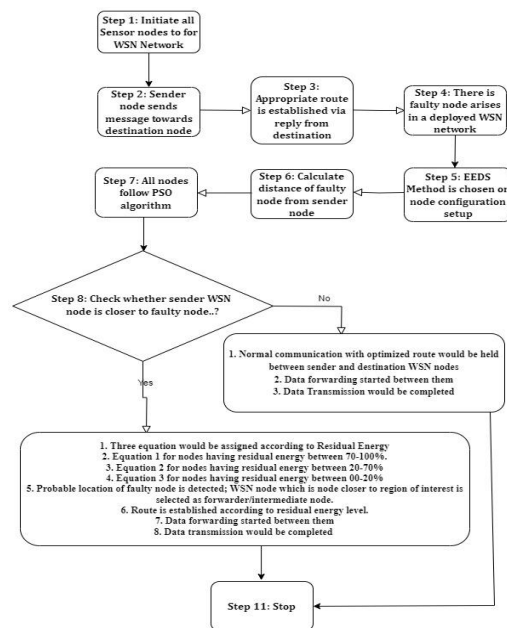 Step 1: Initiate all
Sensor nodes to for
WSN Network
Step 2: Sender
node sends
message towards
destination node
Step 3:
Appropriate route
is established via
reply from
destination
Step 4: There is
faulty node arises
in a deployed WSN
network
Step 5: EEDS
Method is chosen on
node configuration
setup
Step 6: Calculate
distance of faulty
node from sender
node
Step 7: All nodes
follow PSO
algorithm
Step 8: Check whether sender WSN
node is closer to faulty node..?
No
1. Normal communication with optimized route would be held
between sender and destination WSN nodes
2. Data forwarding started between them
3. Data Transmission would be completed
Yes
1. Three equation would be assigned according to Residual Energy
2. Equation 1 for nodes having residual energy between 70-100%.
3. Equation 2 for nodes having residual energy between 20-70%
4. Equation 3 for nodes having residual energy between 00-20%
5. Probable location of faulty node is detected; WSN node which is node closer to region of interest is
selected as forwarder/intermediate node.
6. Route is established according to residual energy level.
7. Data forwarding started between them
8. Data transmission would be completed
Step 11: Stop